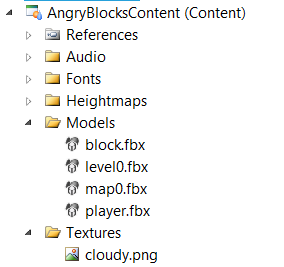 AngryBlocksContent (Content)
References
Audio
Fonts
Heightmaps
Models
block.fbx
level0.fbx
map0.fbx
player.fbx
Textures
cloudy.png